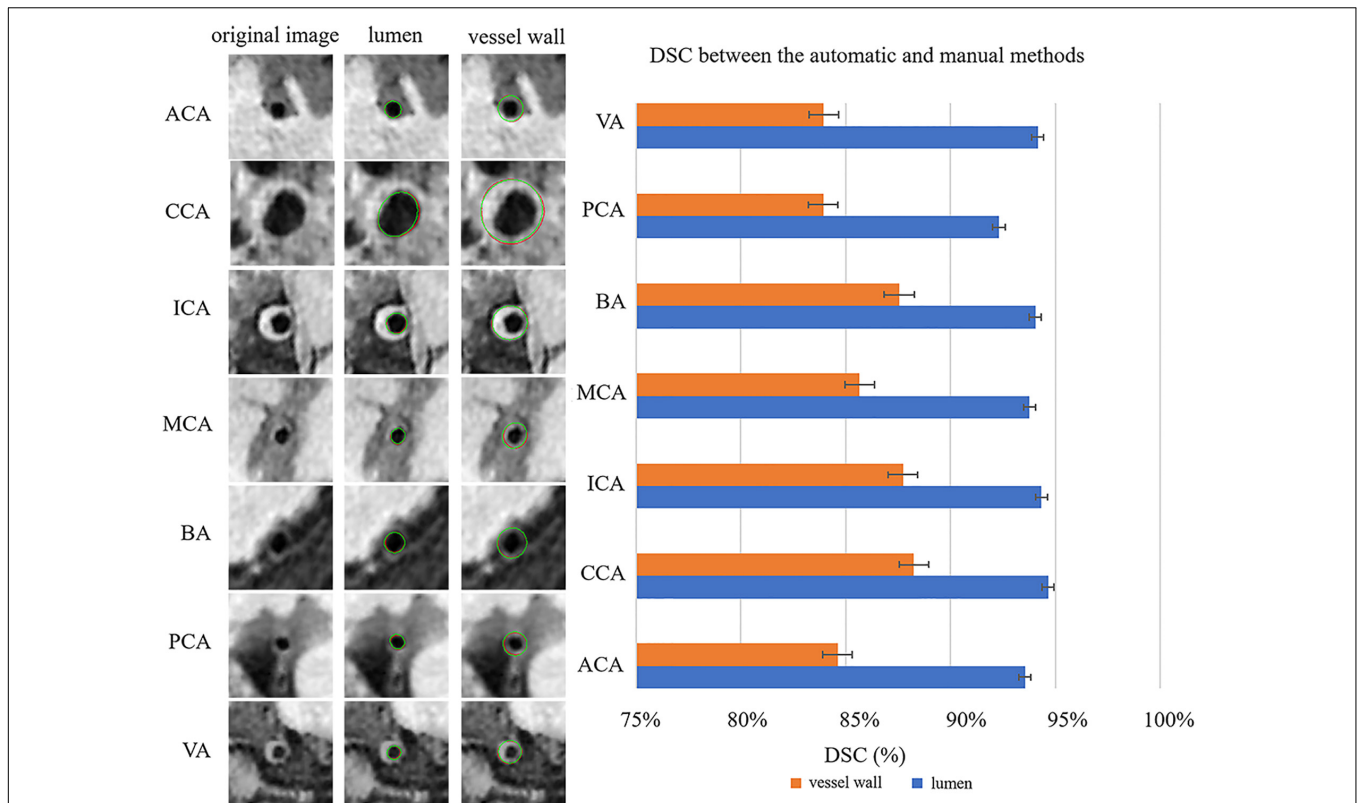 original image lumen vessel wall
ACA
CCA
ICA
MCA
BA
PCA
VA
DSC between the automatic and manual methods
VA
PCA
BA
MCA
ICA
CCA
ACA
75% 80% 85% 90% 95% 100%
DSC (%)
vessel wall lumen